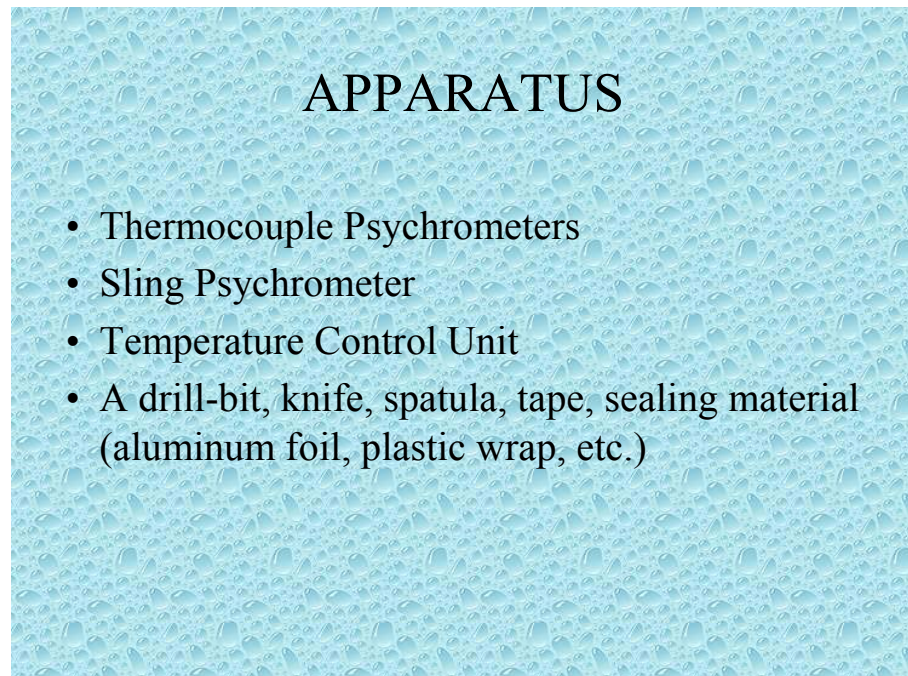 APPARATUS
• Thermocouple Psychrometers
• Sling Psychrometer
• Temperature Control Unit
• A drill-bit, knife, spatula, tape, sealing material
(aluminum foil, plastic wrap, etc.)